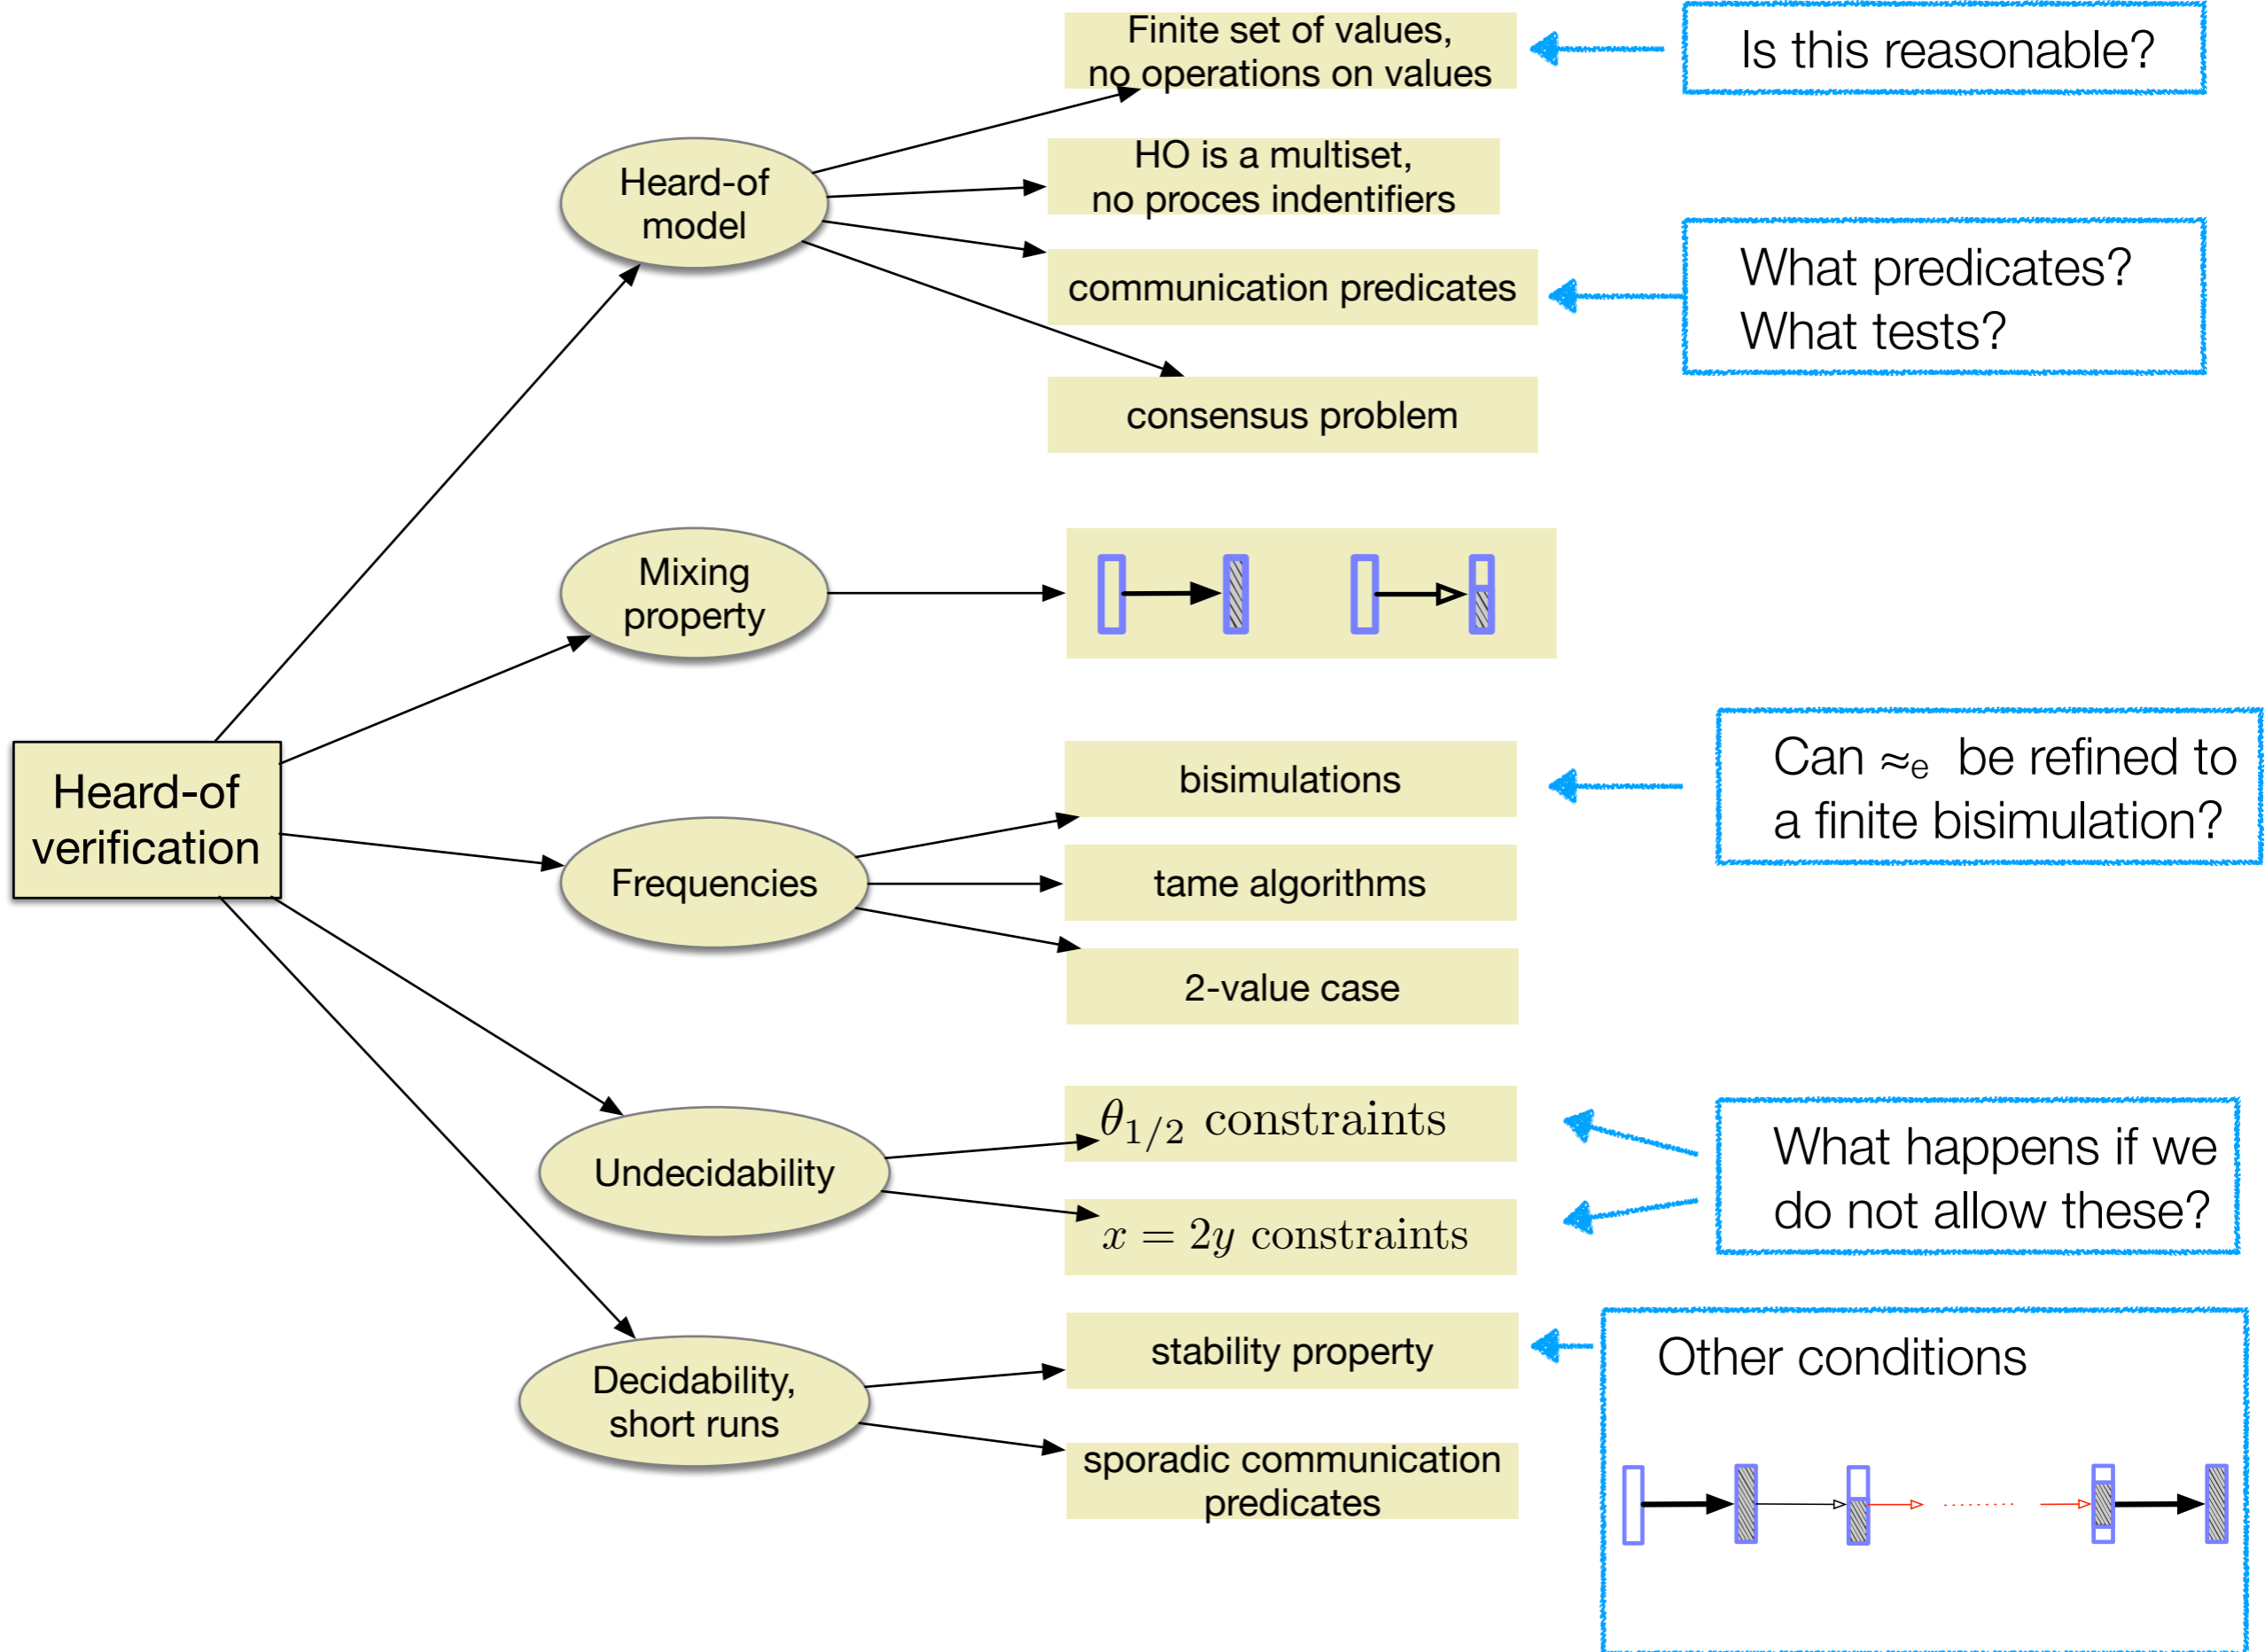 Finite set of values,
no operations on values
Is this reasonable?
Heard-of
model
HO is a multiset,
no proces indentifiers
communication predicates
What predicates?
What tests?
consensus problem
Mixing
property
Heard-of
verification
Frequencies
bisimulations
Can ≈e be refined to
a finite bisimulation?
tame algorithms
2-value case
Undecidability
θ1/2 constraints
x = 2y constraints
What happens if we
do not allow these?
Decidability,
short runs
stability property
Other conditions
sporadic communication
predicates